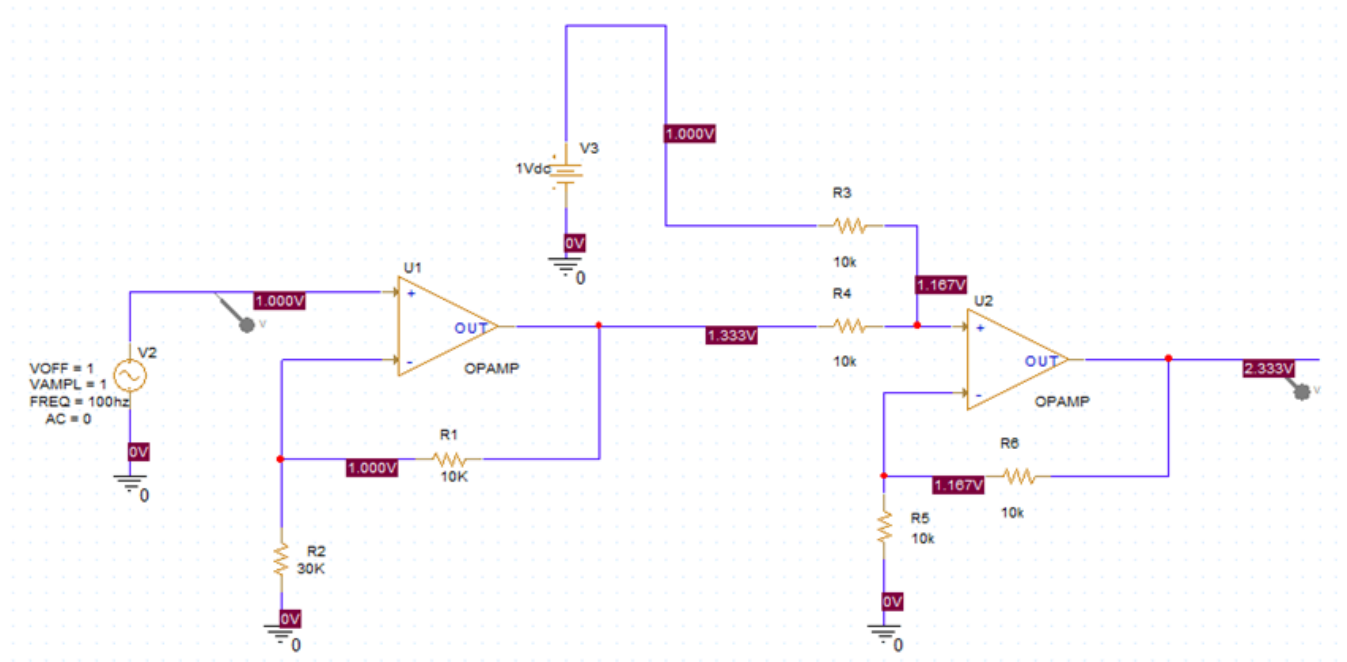 1.000V
V3
1Vdc
R3
0V
0
10k
1.167V
U1
R4
U2
1.000V
+
+
V
OUT
1.333V
OUT
2.333V
V
V2
-
OPAMP
10k
-
OPAMP
VOFF = 1
VAMPL = 1
FREQ = 100hz
AC = 0
R1
R6
0V
1.000V
10K
1.167V
0
10k
R5
10k
R2
30K
0V
0V
0
0